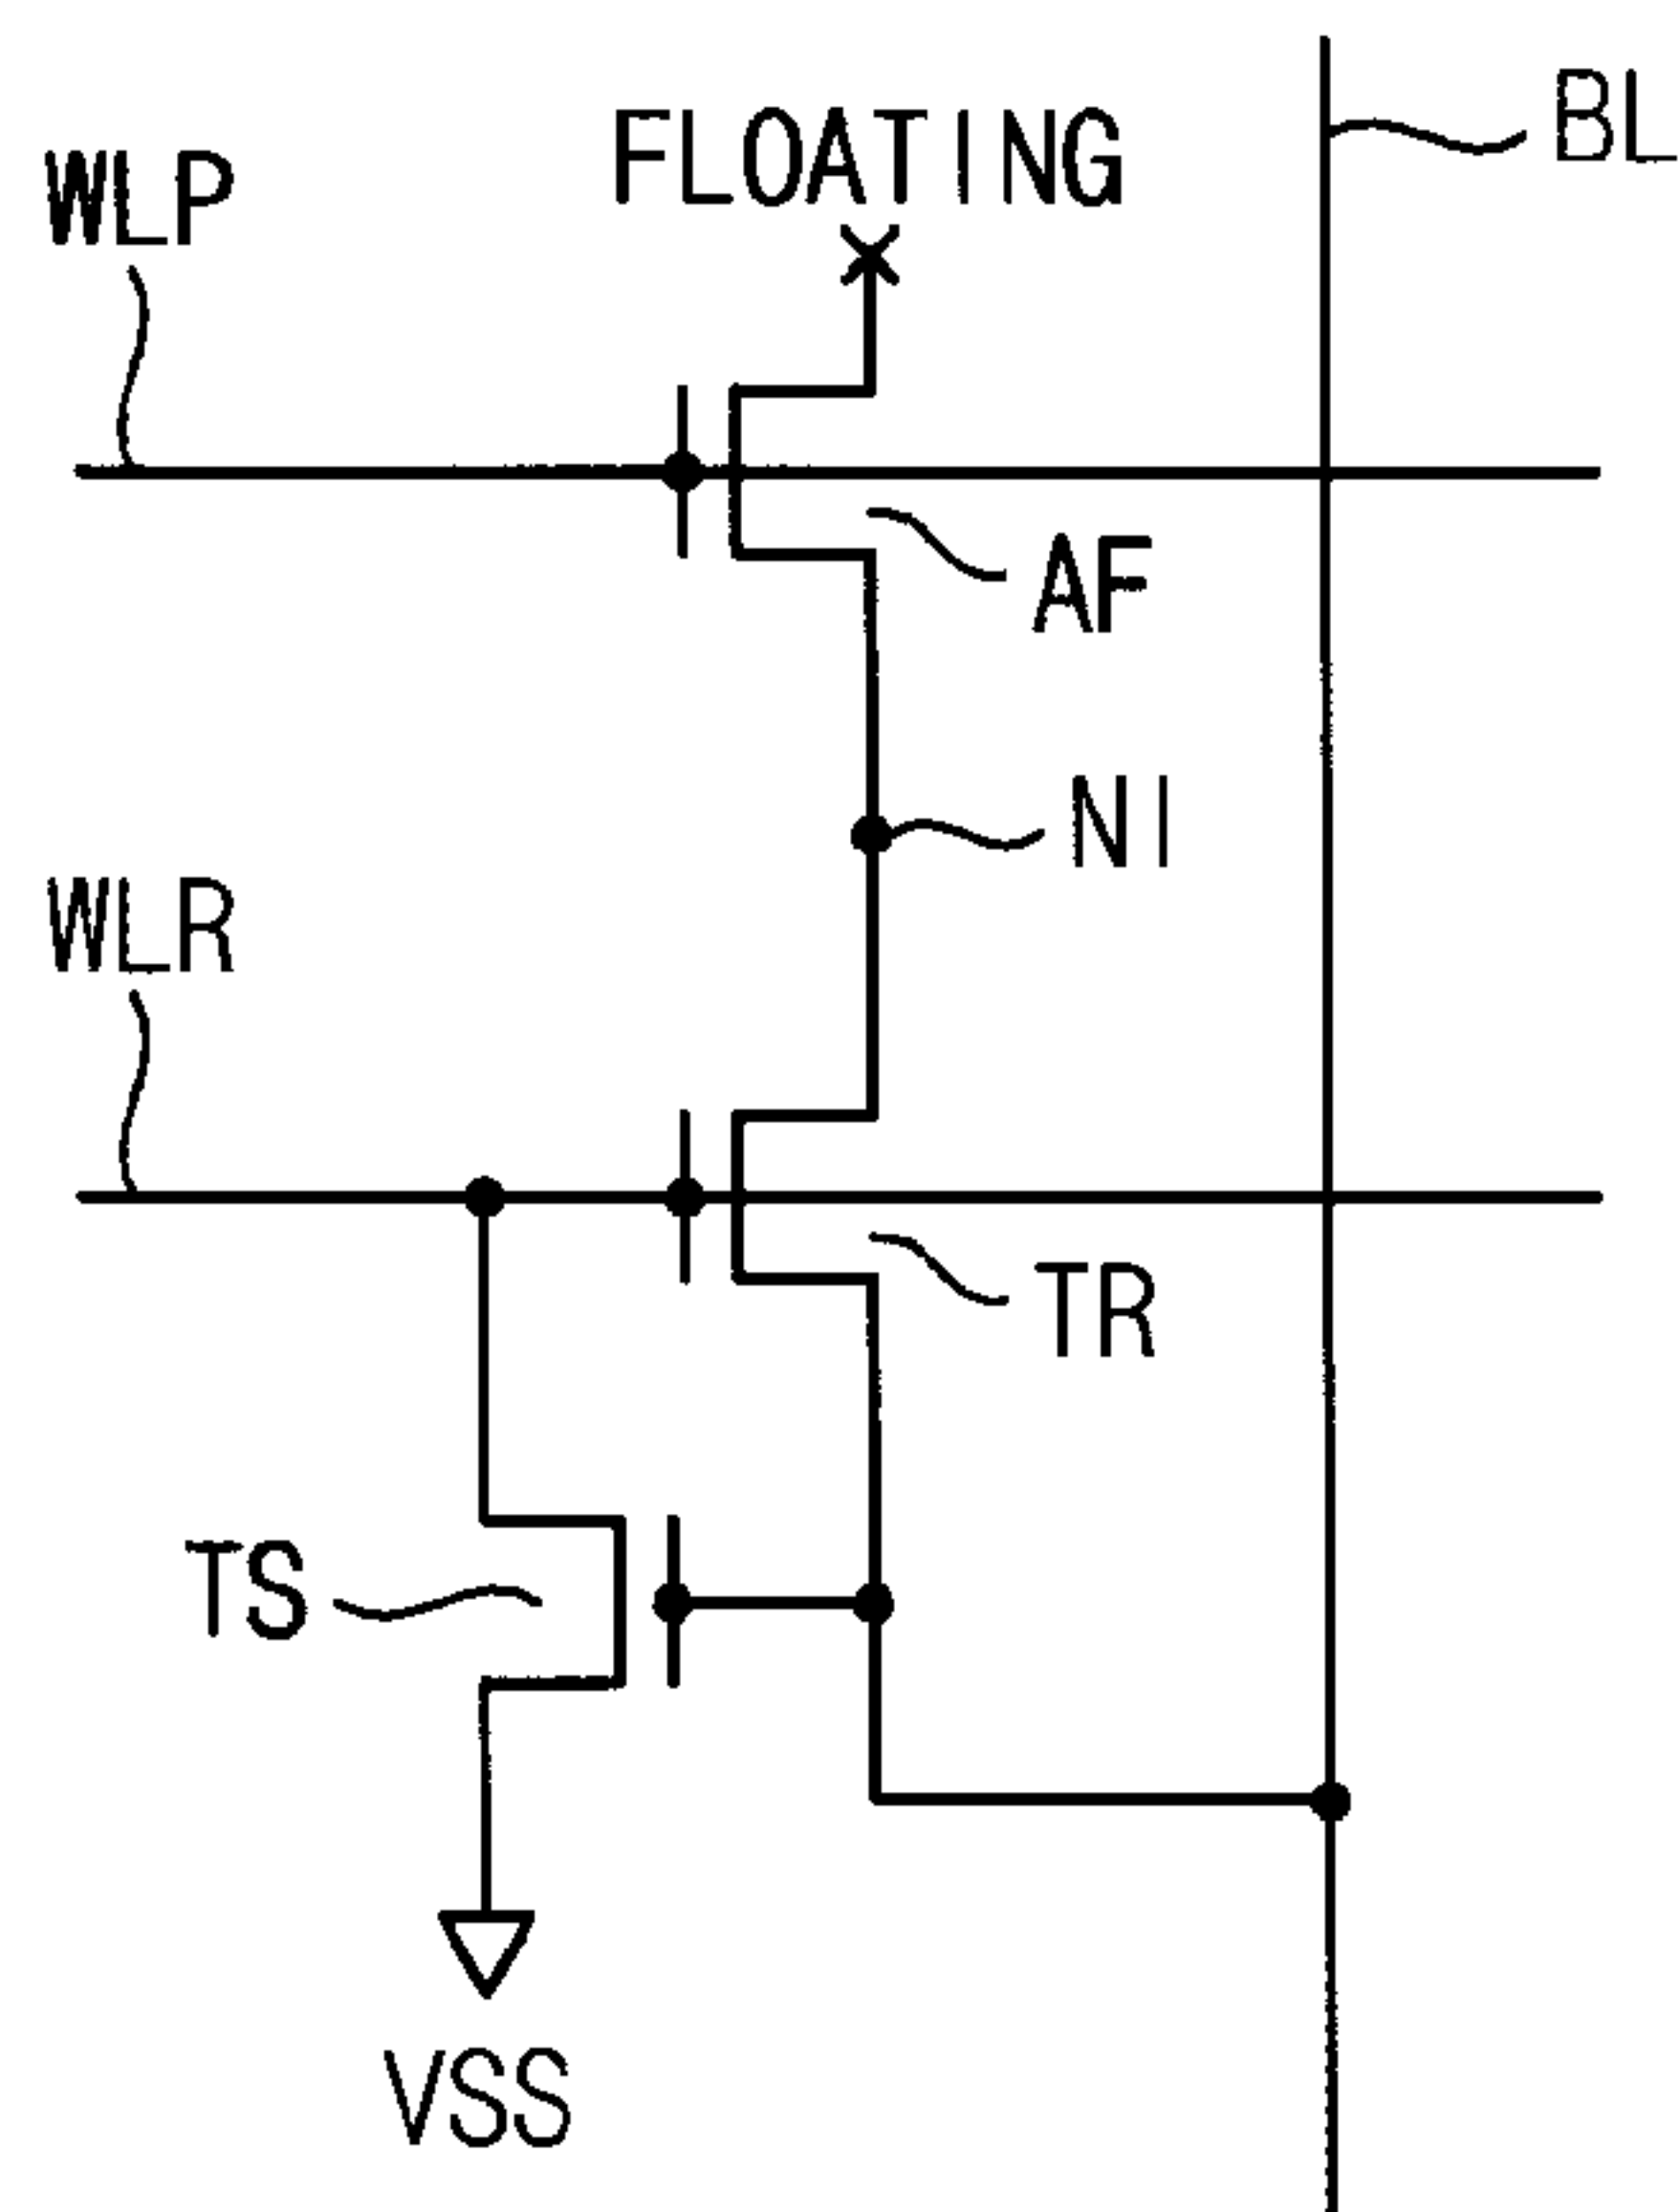 BL
FLOATING
WLP
AF
NI
WLR
TR
TS
VSS